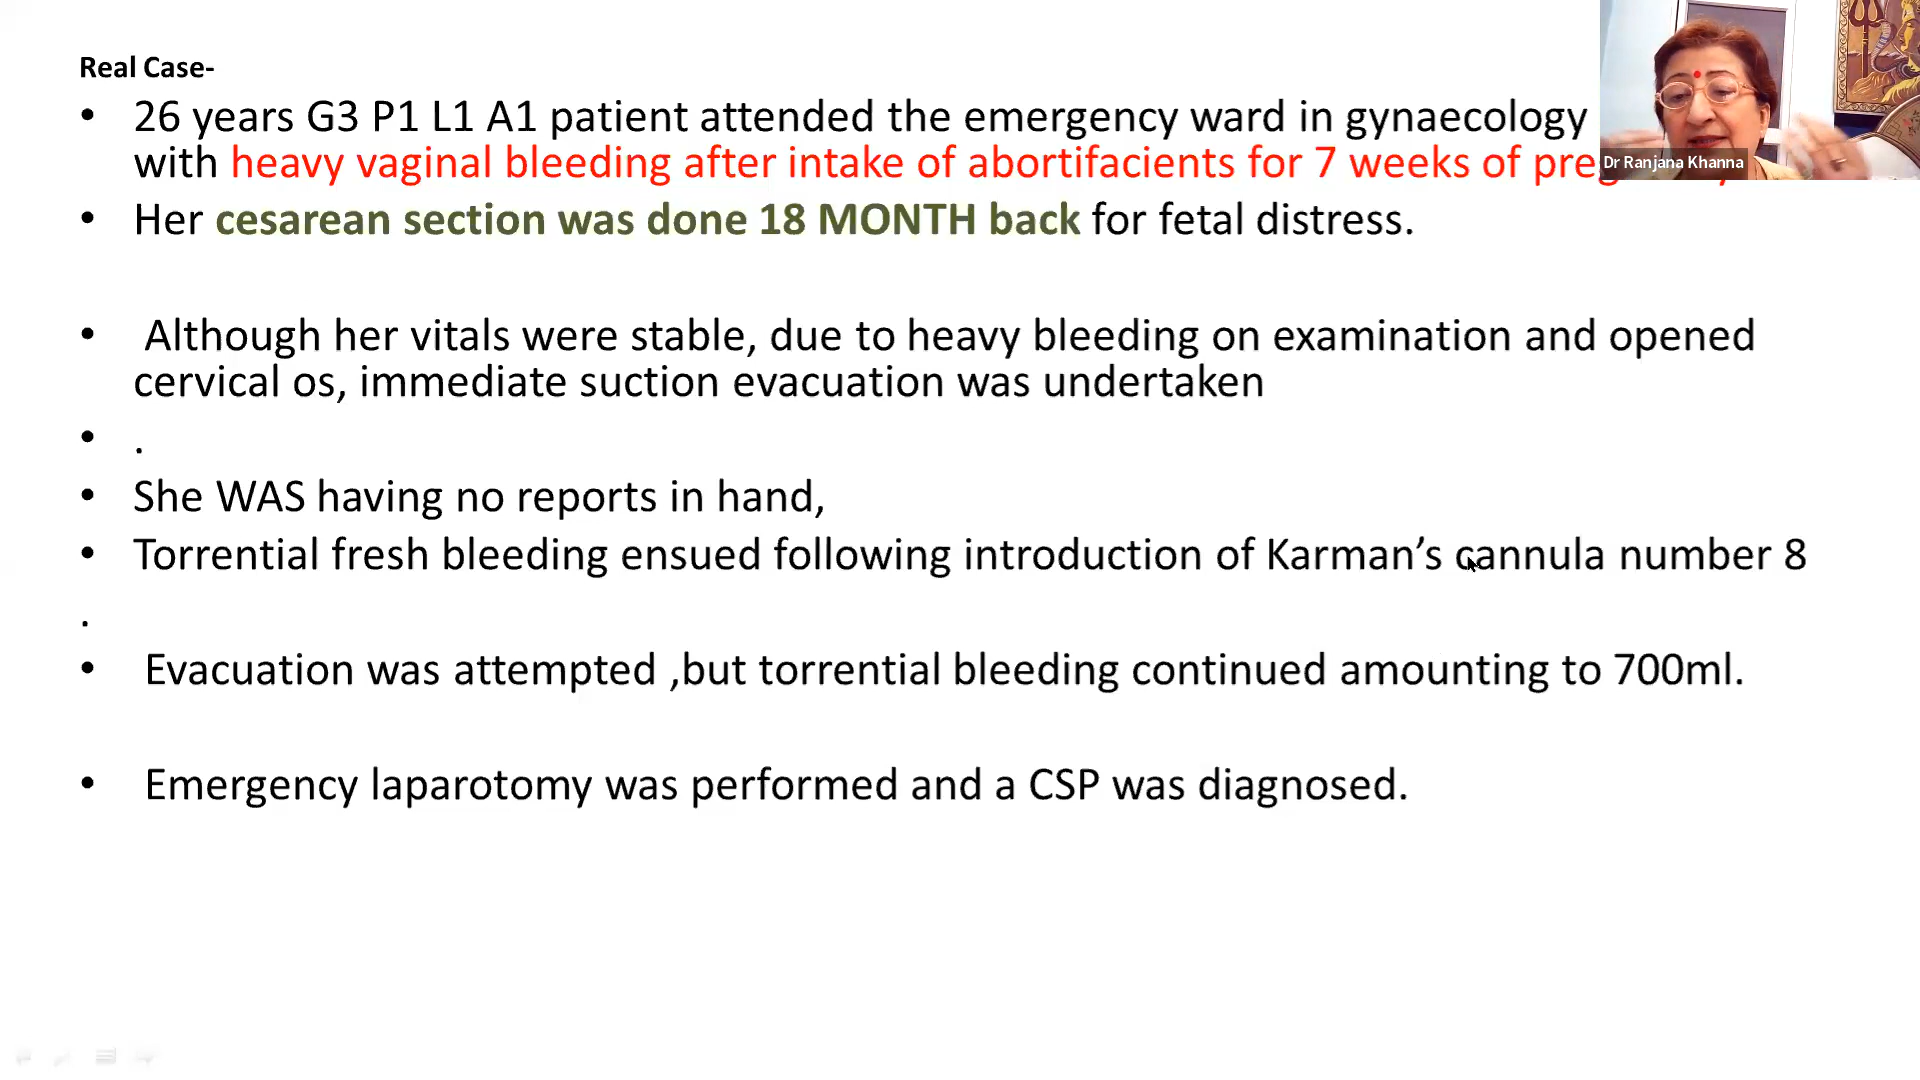 Real Case-
• 26 years G3 P1 L1 A1 patient attended the emergency ward in gynaecology
with heavy vaginal bleeding after intake of abortifacients for 7 weeks of
Dr Ranjana Khanna
• Her cesarean section was done 18 MONTH back for fetal distress.
• Although her vitals were stable, due to heavy bleeding on examination and opened
cervical os, immediate suction evacuation was undertaken
• .
• She WAS having no reports in hand,
• Torrential fresh bleeding ensued following introduction of Karman’s cannula number 8
.
• Evacuation was attempted ,but torrential bleeding continued amounting to 700ml.
• Emergency laparotomy was performed and a CSP was diagnosed.